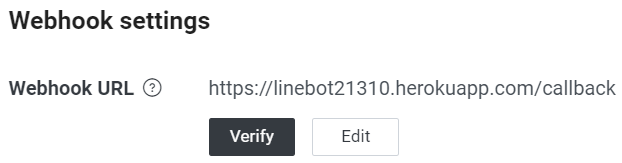 Webhook settings
Webhook URL ? https://linebot21310.herokuapp.com/callback
Verify Edit